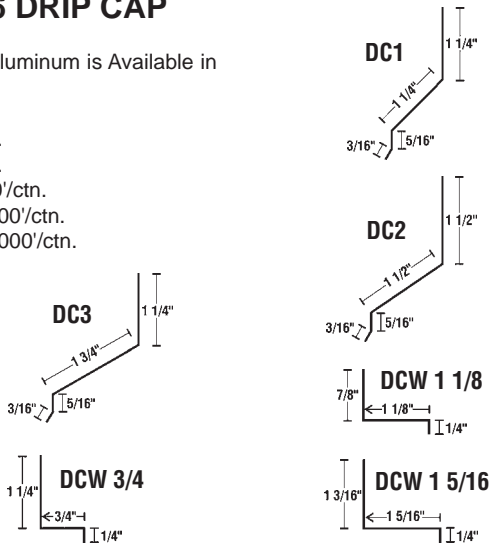 DRIP CAP
luminum is Available in
'/ctn.
00'/ctn.
000'/ctn.
DC1
1 1/4"
1 1/4"
3/16"
5/16"
DC2
1 1/2"
1 1/2"
3/16"
5/16"
DC3
1 1/4"
1 3/4"
3/16"
5/16"
DCW 1 1/8
7/8"
1 1/8"
1/4"
DCW 3/4
1 1/4"
3/4"
1/4"
DCW 1 5/16
1 3/16"
1 5/16"
1/4"